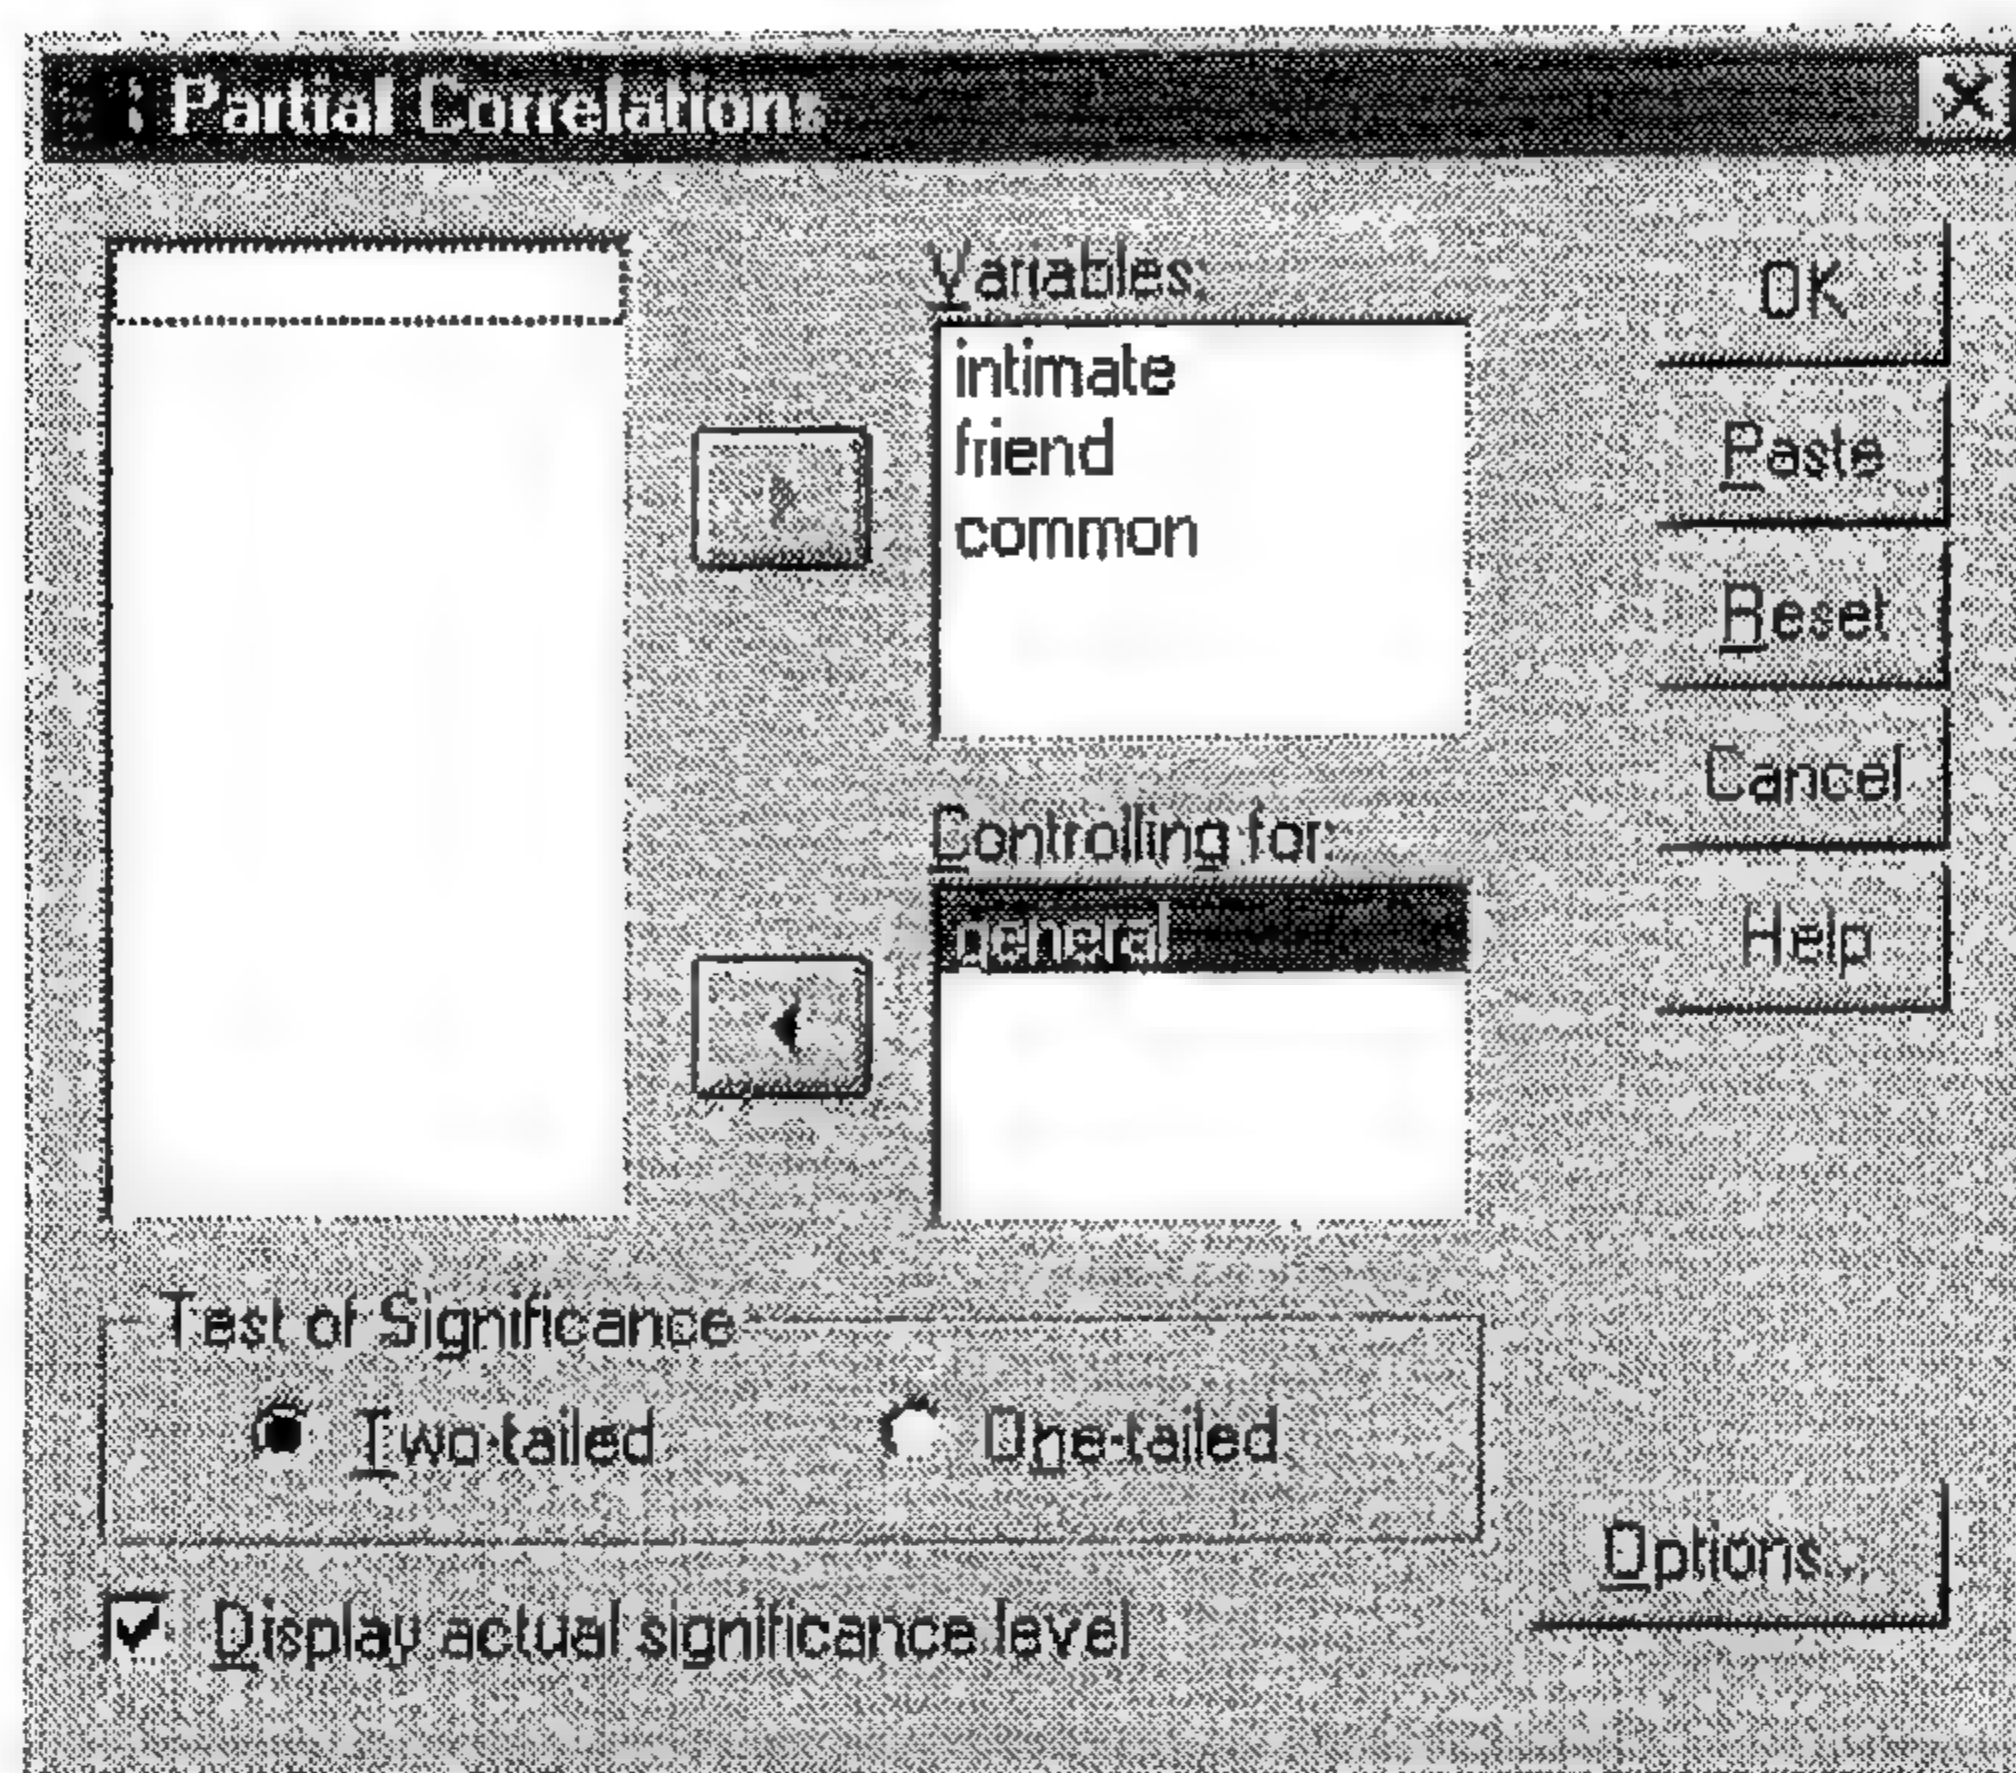 Partial Correlations
Variables:
intimate
friend
common
Controlling for:
general
OK
Paste
Reset
Cancel
Help
Test of Significance
Two-tailed
One-tailed
Options...
Display actual significance level